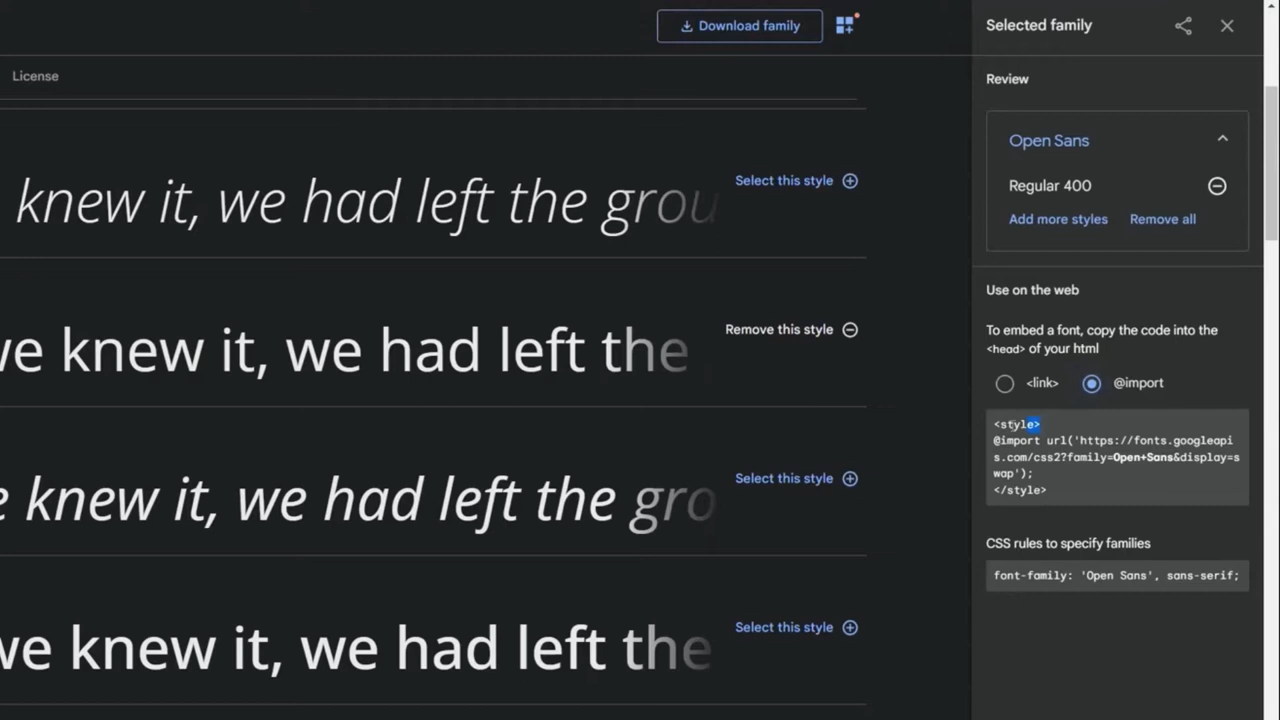 Download family
License
knew it, we had left the grou
Select this style
we knew it, we had left the
Remove this style
knew it, we had left the gro
Select this style
we knew it, we had left the
Select this style
Selected family
Review
Open Sans
Regular 400
Add more styles Remove all
Use on the web
To embed a font, copy the code into the
<head> of your html
<link> @import
<style>
@import url('https://fonts.googleapi
s.com/css2?family=Open+Sans&display=s
wap');
</style>
CSS rules to specify families
font-family: 'Open Sans', sans-serif;